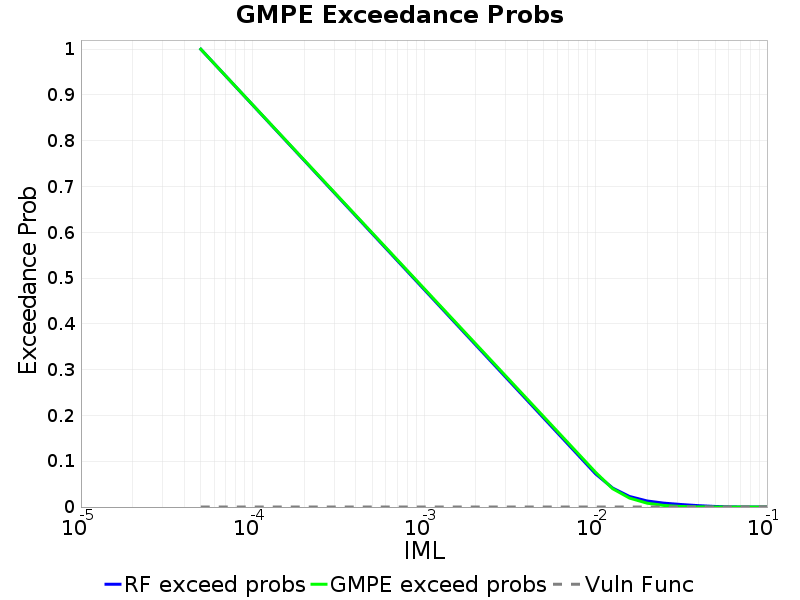 GMPE Exceedance Probs
Exceedance Prob
1
0.9
0.8
0.7
0.6
0.5
0.4
0.3
0.2
0.1
0
10-5 10-4 10-3 10-2 10-1
IML
RF exceed probs GMPE exceed probs Vuln Func